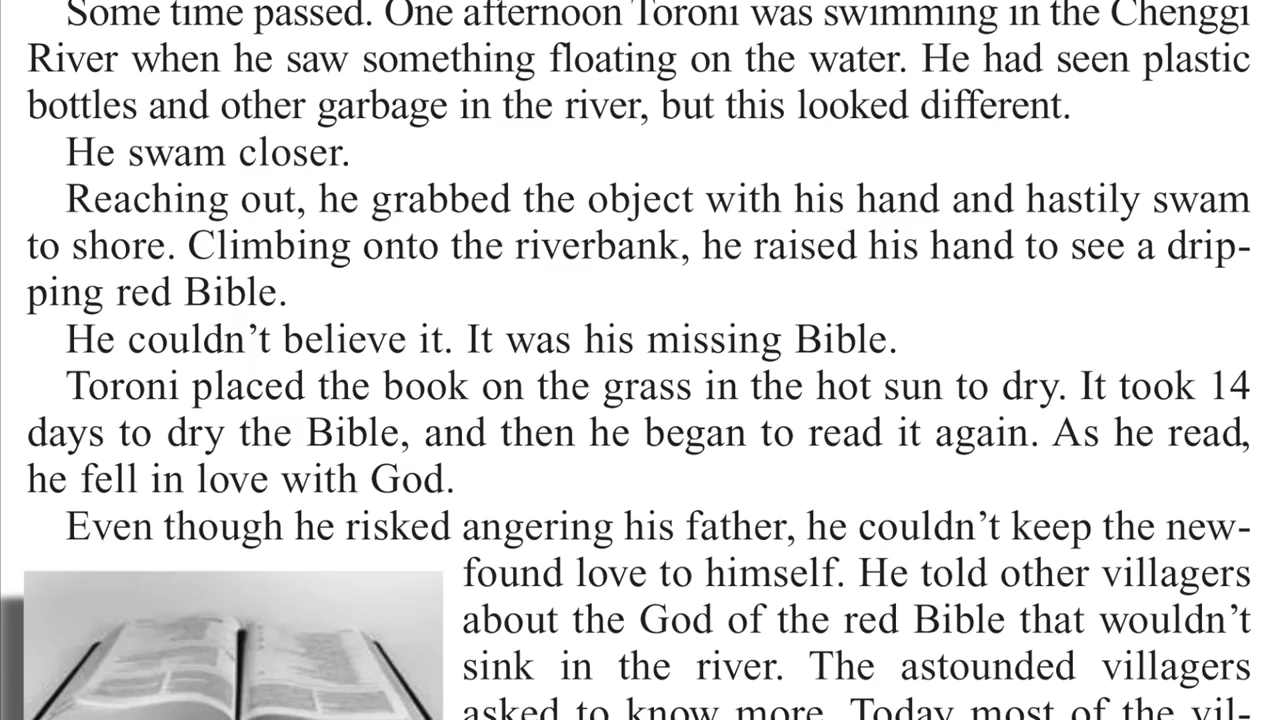 Some time passed. One afternoon Toroni was swimming in the Chenggi
River when he saw something floating on the water. He had seen plastic
bottles and other garbage in the river, but this looked different.
He swam closer.
Reaching out, he grabbed the object with his hand and hastily swam
to shore. Climbing onto the riverbank, he raised his hand to see a drip-
ping red Bible.
He couldn’t believe it. It was his missing Bible.
Toroni placed the book on the grass in the hot sun to dry. It took 14
days to dry the Bible, and then he began to read it again. As he read,
he fell in love with God.
Even though he risked angering his father, he couldn’t keep the new-
found love to himself. He told other villagers
about the God of the red Bible that wouldn’t
sink in the river. The astounded villagers
asked to know more. Today most of the vil-